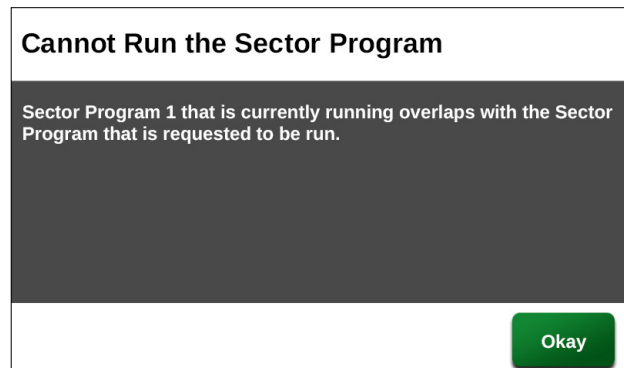 Cannot Run the Sector Program
Sector Program 1 that is currently running overlaps with the Sector
Program that is requested to be run.
Okay